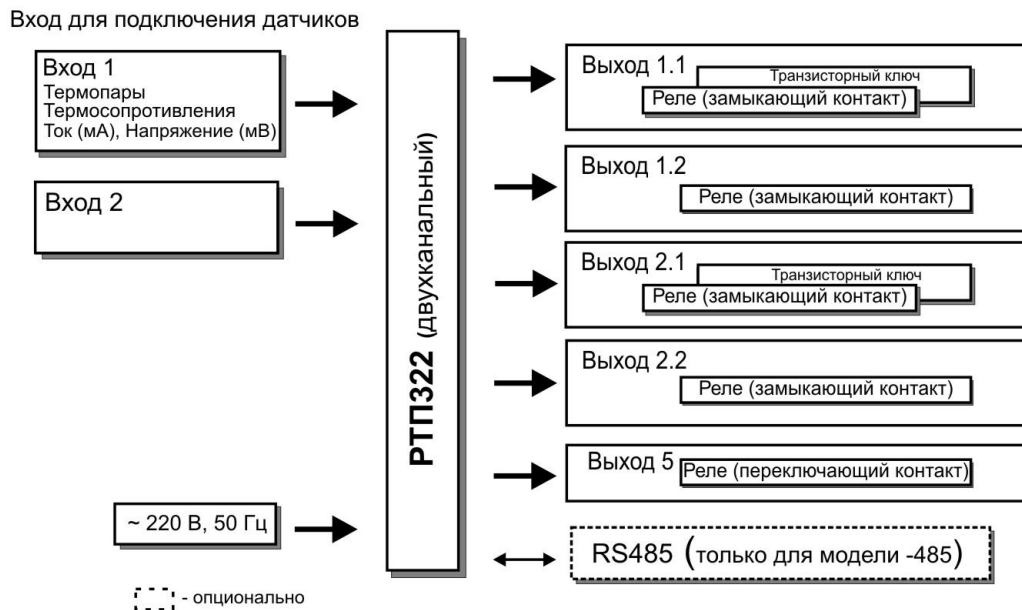 Вход для подключения датчиков
Вход 1
Термопары
Термосопротивления
Ток (мА), Напряжение (мВ)
Вход 2
~ 220 В, 50 Гц
- опционально
РТП322 (двухканальный)
Выход 1.1
Транзисторный ключ
Реле (замыкающий контакт)
Выход 1.2
Реле (замыкающий контакт)
Выход 2.1
Транзисторный ключ
Реле (замыкающий контакт)
Выход 2.2
Реле (замыкающий контакт)
Выход 5
Реле (переключающий контакт)
RS485 (только для модели -485)